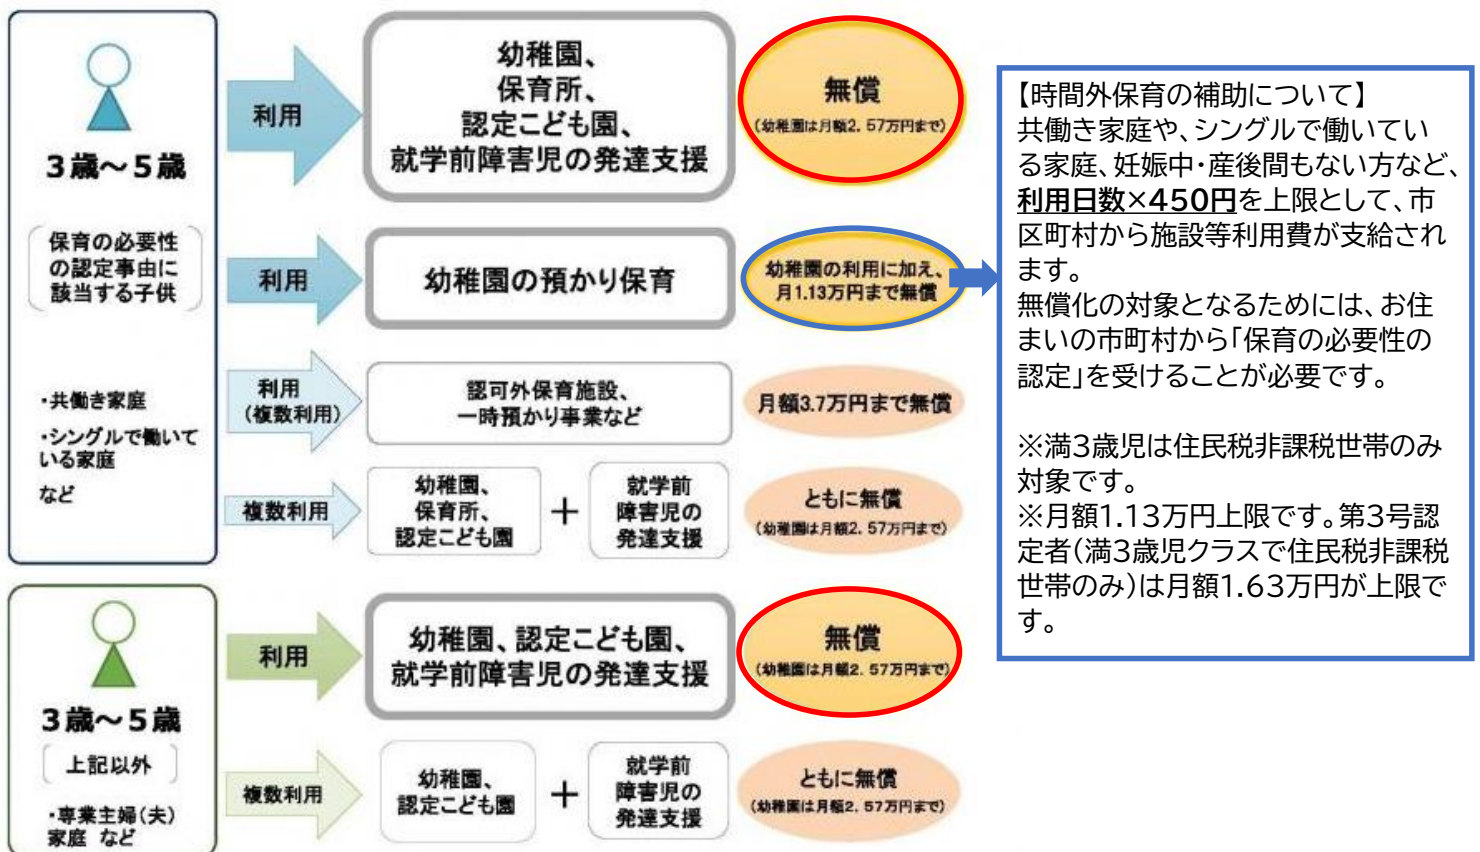 3歳～5歳
保育の必要性
の認定事由に
該当する子供
・共働き家庭
・シングルで働いて
いる家庭
など
利用
幼稚園、
保育所、
認定こども園、
就学前障害児の発達支援
無償
(幼稚園は月額2.57万円まで)
利用
幼稚園の預かり保育
幼稚園の利用に加え、
月1.13万円まで無償
利用
(複数利用)
認可外保育施設、
一時預かり事業など
月額3.7万円まで無償
複数利用
幼稚園、
保育所、
認定こども園
＋
就学前
障害児の
発達支援
ともに無償
(幼稚園は月額2.57万円まで)
3歳～5歳
上記以外
・専業主婦(夫)
家庭 など
利用
幼稚園、認定こども園、
就学前障害児の発達支援
無償
(幼稚園は月額2.57万円まで)
複数利用
幼稚園、
認定こども園
＋
就学前
障害児の
発達支援
ともに無償
(幼稚園は月額2.57万円まで)
【時間外保育の補助について】
共働き家庭や、シングルで働いてい
る家庭、妊娠中・産後間もない方など、
利用日数×450円を上限として、市
区町村から施設等利用費が支給され
ます。
無償化の対象となるためには、お住
まいの市町村から「保育の必要性の
認定」を受けることが必要です。
※満3歳児は住民税非課税世帯のみ
対象です。
※月額1.13万円上限です。第3号認
定者(満3歳児クラスで住民税非課税
世帯のみ)は月額1.63万円が上限で
す。